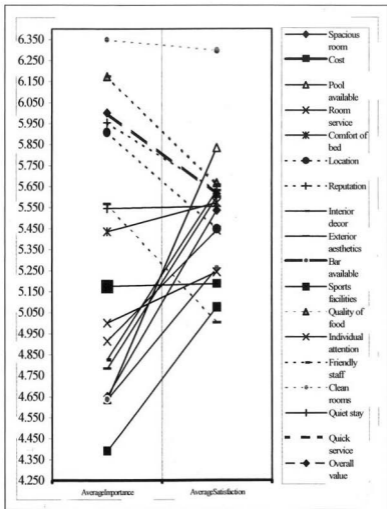 6.350
6.250
6.150
6.050
5.950
5.850
5.750
5.650
5.550
5.450
5.350
5.250
5.150
5.050
4.950
4.850
4.750
4.650
4.550
4.450
4.350
4.250
AverageImportance
AverageSatisfaction
Spacious
room
Cost
Pool
available
Room
service
Comfort of
bed
Location
Reputation
Interior
decor
Exterior
aesthetics
Bar
available
Sports
facilities
Quality of
food
Individual
attention
Friendly
staff
Clean
rooms
Quiet stay
Quick
service
Overall
value